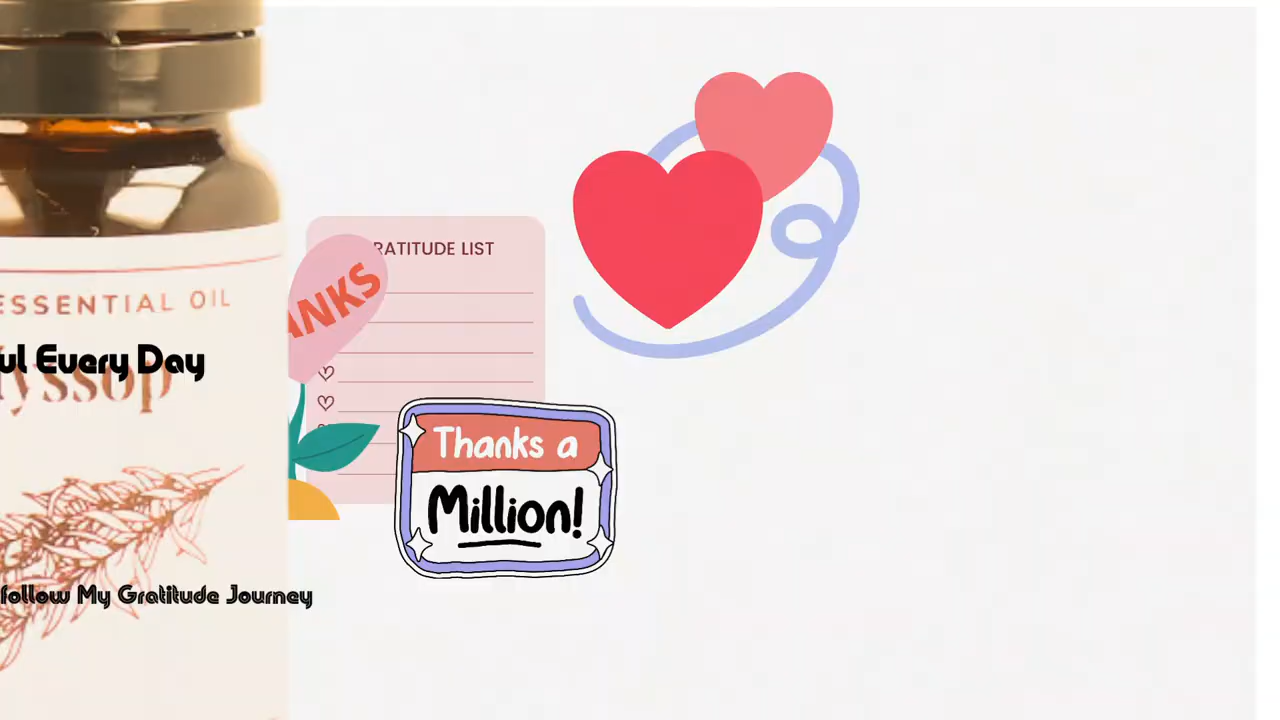 RATITUDE LIST
ANKS
ESSENTIAL OIL
ul Every Day
yssop
Thanks a
Million!
follow My Gratitude Journey